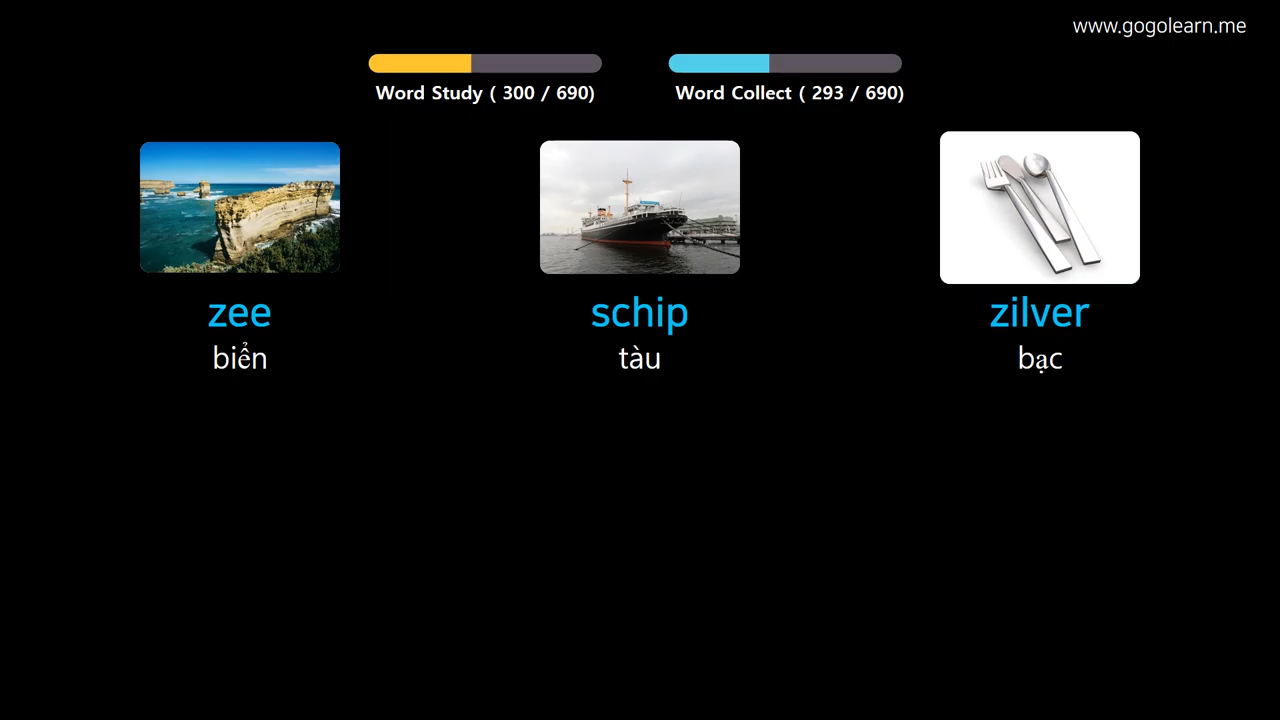 www.gogolearn.me
Word Study ( 300 / 690)
Word Collect ( 293 / 690)
zee
schip
zilver
biển
tàu
bạc